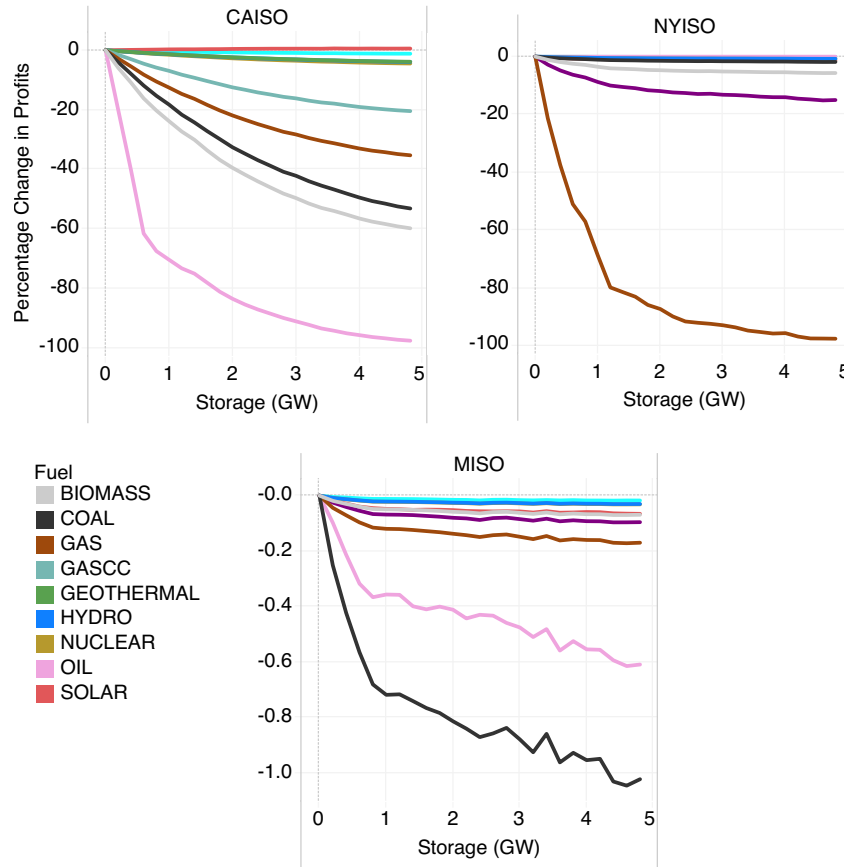 CAISO
NYISO
Percentage Change in Profits
0
-20
-40
-60
-80
-100
0 1 2 3 4 5
Storage (GW)
0
-20
-40
-60
-80
-100
0 1 2 3 4 5
Storage (GW)
MISO
Fuel
BIOMASS
COAL
GAS
GASCC
GEOTHERMAL
HYDRO
NUCLEAR
OIL
SOLAR
-0.0
-0.2
-0.4
-0.6
-0.8
-1.0
0 1 2 3 4 5
Storage (GW)